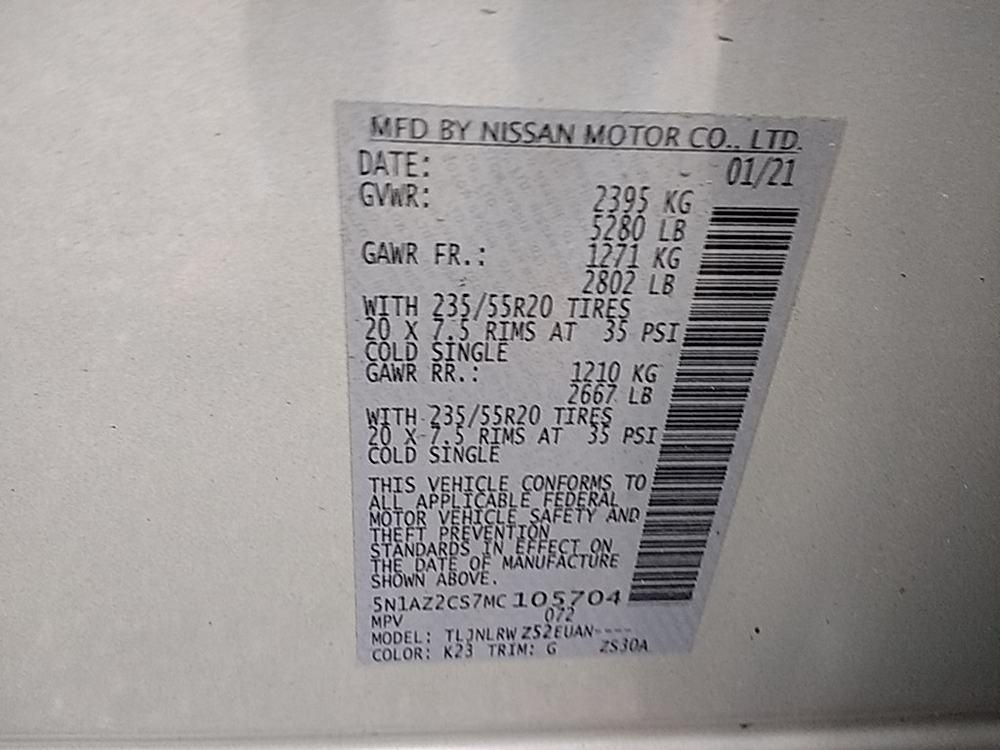 MFD BY NISSAN MOTOR CO., LTD.
DATE: 01/21
GVWR: 2395 KG
5280 LB
GAWR FR.: 1271 KG
2802 LB
WITH 235/55R20 TIRES
20 X 7.5 RIMS AT 35 PSI
COLD SINGLE
GAWR RR.: 1210 KG
2667 LB
WITH 235/55R20 TIRES
20 X 7.5 RIMS AT 35 PSI
COLD SINGLE
THIS VEHICLE CONFORMS TO
ALL APPLICABLE FEDERAL
MOTOR VEHICLE SAFETY AND
THEFT PREVENTION
STANDARDS IN EFFECT ON
THE DATE OF MANUFACTURE
SHOWN ABOVE.
5N1AZ2CS7MC105704
MPV 072
MODEL: TLJNLRWZ52EUAN----
COLOR: K23 TRIM: G ZS30A